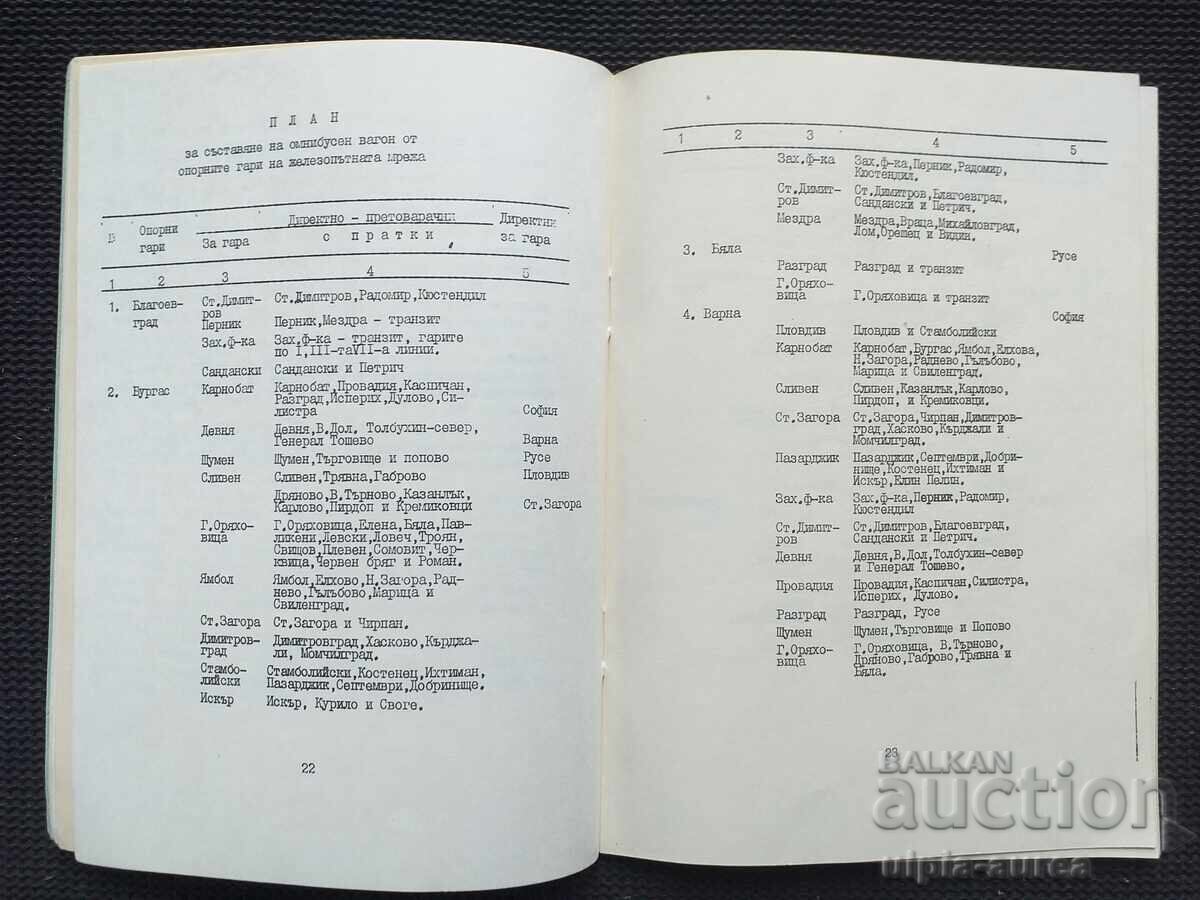 П Л А Н
за съставяне на омнибусен вагон от
опорните гари на железопътната мрежа
Опорни гари Директно - претоварачни Директни за гара
За гара с пратки
1 2 3 4 5
1. Благоев- Ст.Димит- Ст.Димитров,Радомир,Кюстендил
град ров
Перник Перник,Мездра - транзит
Зах.ф-ка Зах.ф-ка - транзит, гарите
по I,III-таVII-а линии.
Сандански Сандански и Петрич
2. Бургас Карнобат Карнобат,Провадия,Каспичан,
Разград,Исперих,Дулово,Си-
листра София
Девня Девня,В.Дол. Толбухин-север,
Генерал Тошево Варна
Шумен Шумен,Търговище и попово Русе
Сливен Сливен,Трявна,Габрово Пловдив
Дряново,В.Търново,Казанлък,
Карлово,Пирдоп и Кремиковци Ст.Загора
Г.Оряхо- Г.Оряховица,Елена,Бяла,Пав-
вица ликени,Левски,Ловеч,Троян,
Свищов,Плевен,Сомовит,Чер-
квица,Червен бряг и Роман.
Ямбол Ямбол,Елхово,Н.Загора,Рад-
нево,Гълъбово,Марица и
Свиленград.
Ст.Загора Ст.Загора и Чирпан.
Димитров- Димитровград,Хасково,Кърджа-
град ли, Момчилград.
Стамбо- Стамболийски,Костенец,Ихтиман,
лийски Пазарджик,Септември,Добринище.
Искър Искър, Курило и Своге.
22
1 2 3 4 5
Зах.ф-ка Зах.ф-ка,Перник,Радомир,
Кюстендил.
Ст.Димит- Ст.Димитров,Благоевград,
ров Сандански и Петрич.
Мездра Мездра,Враца,Михайловград,
Лом,Орешец и Видин.
3. Бяла Русе
Разград Разград и транзит
Г.Оряхо-
вица Г.Оряховица и транзит
4. Варна София
Пловдив Пловдив и Стамболийски
Карнобат Карнобат,Бургас,Ямбол,Елхова,
Н.Загора,Раднево,Гълъбово,
Марица и Свиленград.
Сливен Сливен,Казанлък,Карлово,
Пирдоп,и Кремиковци.
Ст.Загора Ст.Загора,Чирпан,Димитров-
град,Хасково,Кърджали и
Момчилград.
Пазарджик Пазарджик,Септември,Добри-
нище,Костенец,Ихтиман и
Искър,Елин Пелин.
Зах.ф-ка Зах.ф-ка,Перник,Радомир,
Кюстендил
Ст.Димит- Ст.Димитров,Благоевград,
ров Сандански и Петрич.
Девня Девня,В.Дол,Толбухин-север
и Генерал Тошево.
Провадия Провадия,Каспичан,Силистра,
Исперих, Дулово.
Разград Разград, Русе
Шумен Шумен,Търговище и Попово
Г.Оряхо- Г.Оряховица, В.Търново,
вица Дряново,Габрово,Трявна и
Бяла.
23
BALKAN
auction
ulpia-aurea